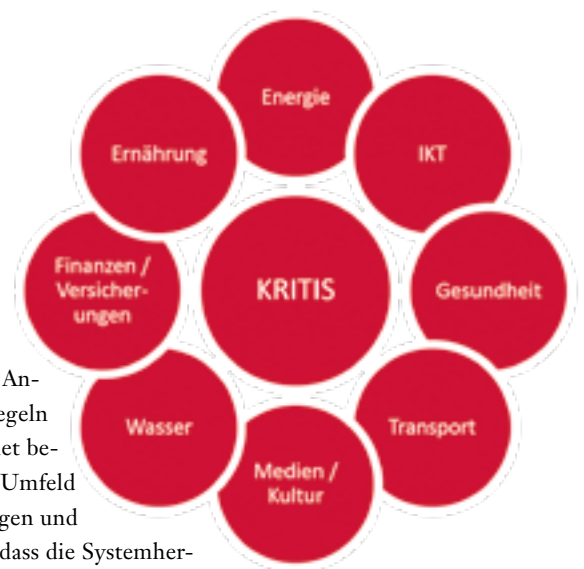 Energie
Ernährung
IKT
Finanzen /
Versicher-
ungen
KRITIS
Gesundheit
Wasser
Transport
Medien /
Kultur
An-
egeln
et be-
Umfeld
gen und
dass die Systemher-